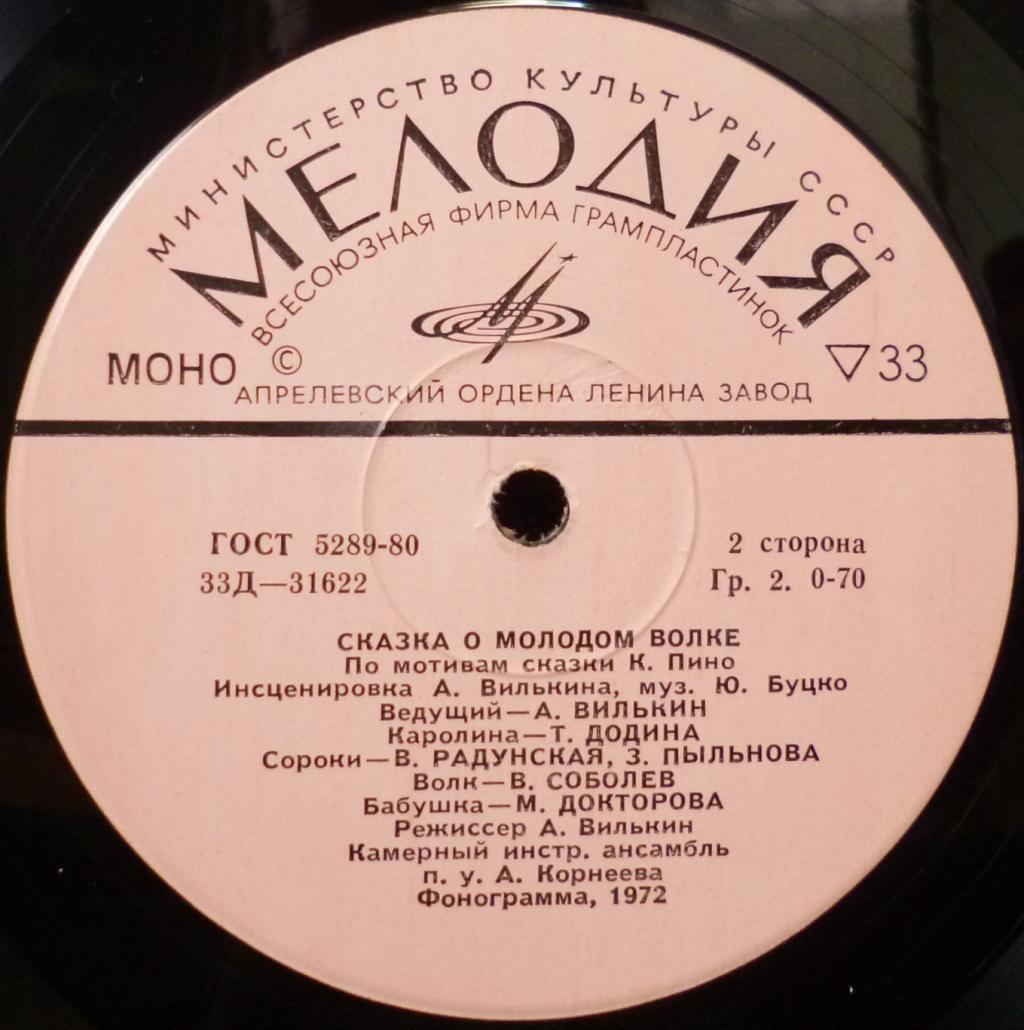 МИНИСТЕРСТВО КУЛЬТУРЫ СССР
МЕЛОДИЯ
ВСЕСОЮЗНАЯ ФИРМА ГРАМПЛАСТИНОК
МОНО © ▽ 33
АПРЕЛЕВСКИЙ ОРДЕНА ЛЕНИНА ЗАВОД
ГОСТ 5289-80 2 сторона
33Д—31622 Гр. 2. 0-70
СКАЗКА О МОЛОДОМ ВОЛКЕ
По мотивам сказки К. Пино
Инсценировка А. Вилькина, муз. Ю. Буцко
Ведущий—А. ВИЛЬКИН
Каролина—Т. ДОДИНА
Сороки—В. РАДУНСКАЯ, З. ПЫЛЬНОВА
Волк—В. СОБОЛЕВ
Бабушка—М. ДОКТОРОВА
Режиссер А. Вилькин
Камерный инстр. ансамбль
п. у. А. Корнеева
Фонограмма, 1972